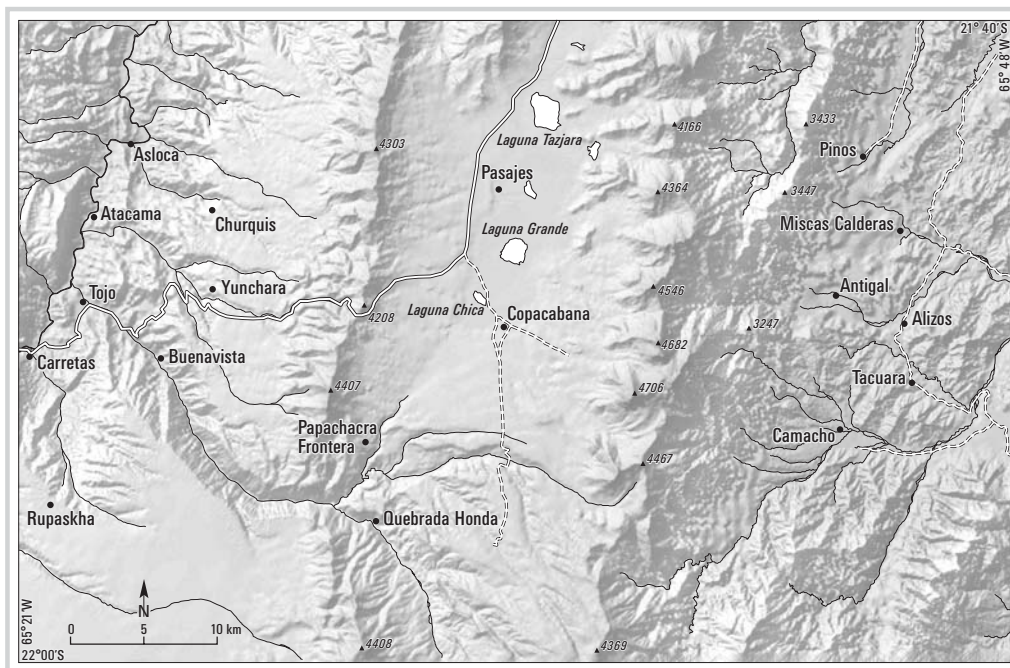 21° 40'S
65° 48'W
4303
4166
3433
Laguna Tazjara
Asloca
Pinos
Pasajes
4364
3447
Atacama
Churquis
Laguna Grande
Miscas Calderas
Yunchara
4546
Antigal
Tojo
4208
Laguna Chica
Copacabana
3247
Alizos
4682
Carretas
Buenavista
Tacuara
4407
4706
Papachacra
Frontera
Camacho
4467
Rupaskha
Quebrada Honda
N
0 5 10 km
65° 21'W
22° 00'S
4408
4369